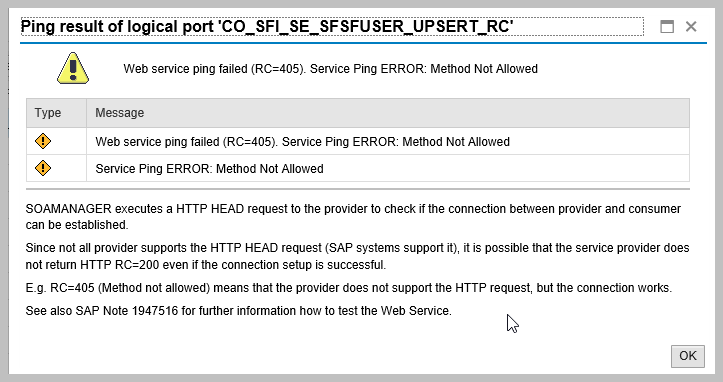 Ping result of logical port 'CO_SFI_SE_SFSFUSER_UPSERT_RC'
Web service ping failed (RC=405). Service Ping ERROR: Method Not Allowed
Type Message
Web service ping failed (RC=405). Service Ping ERROR: Method Not Allowed
Service Ping ERROR: Method Not Allowed
SOAMANAGER executes a HTTP HEAD request to the provider to check if the connection between provider and consumer
can be established.
Since not all provider supports the HTTP HEAD request (SAP systems support it), it is possible that the service provider does
not return HTTP RC=200 even if the connection setup is successful.
E.g. RC=405 (Method not allowed) means that the provider does not support the HTTP request, but the connection works.
See also SAP Note 1947516 for further information how to test the Web Service.
OK